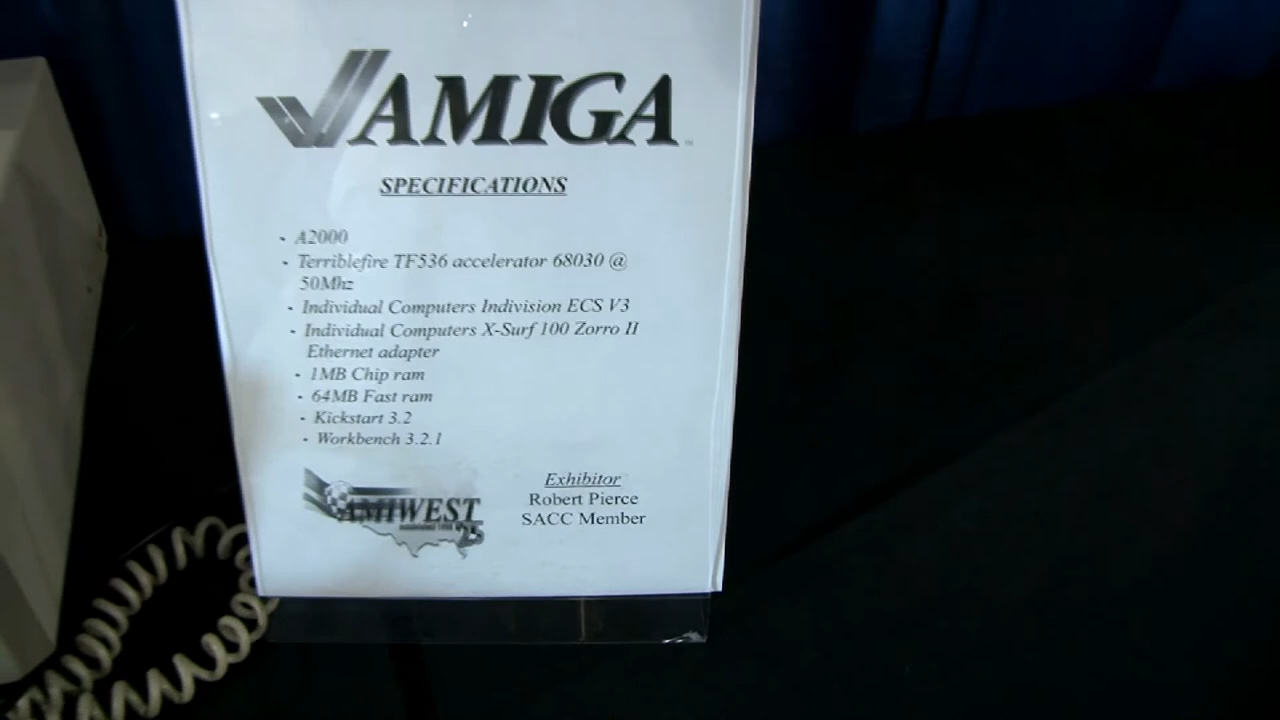 AMIGA
SPECIFICATIONS
- A2000
- Terriblefire TF536 accelerator 68030 @
50Mhz
- Individual Computers Indivision ECS V3
- Individual Computers X-Surf 100 Zorro II
Ethernet adapter
- 1MB Chip ram
- 64MB Fast ram
- Kickstart 3.2
- Workbench 3.2.1
AMIWEST
25
Exhibitor
Robert Pierce
SACC Member